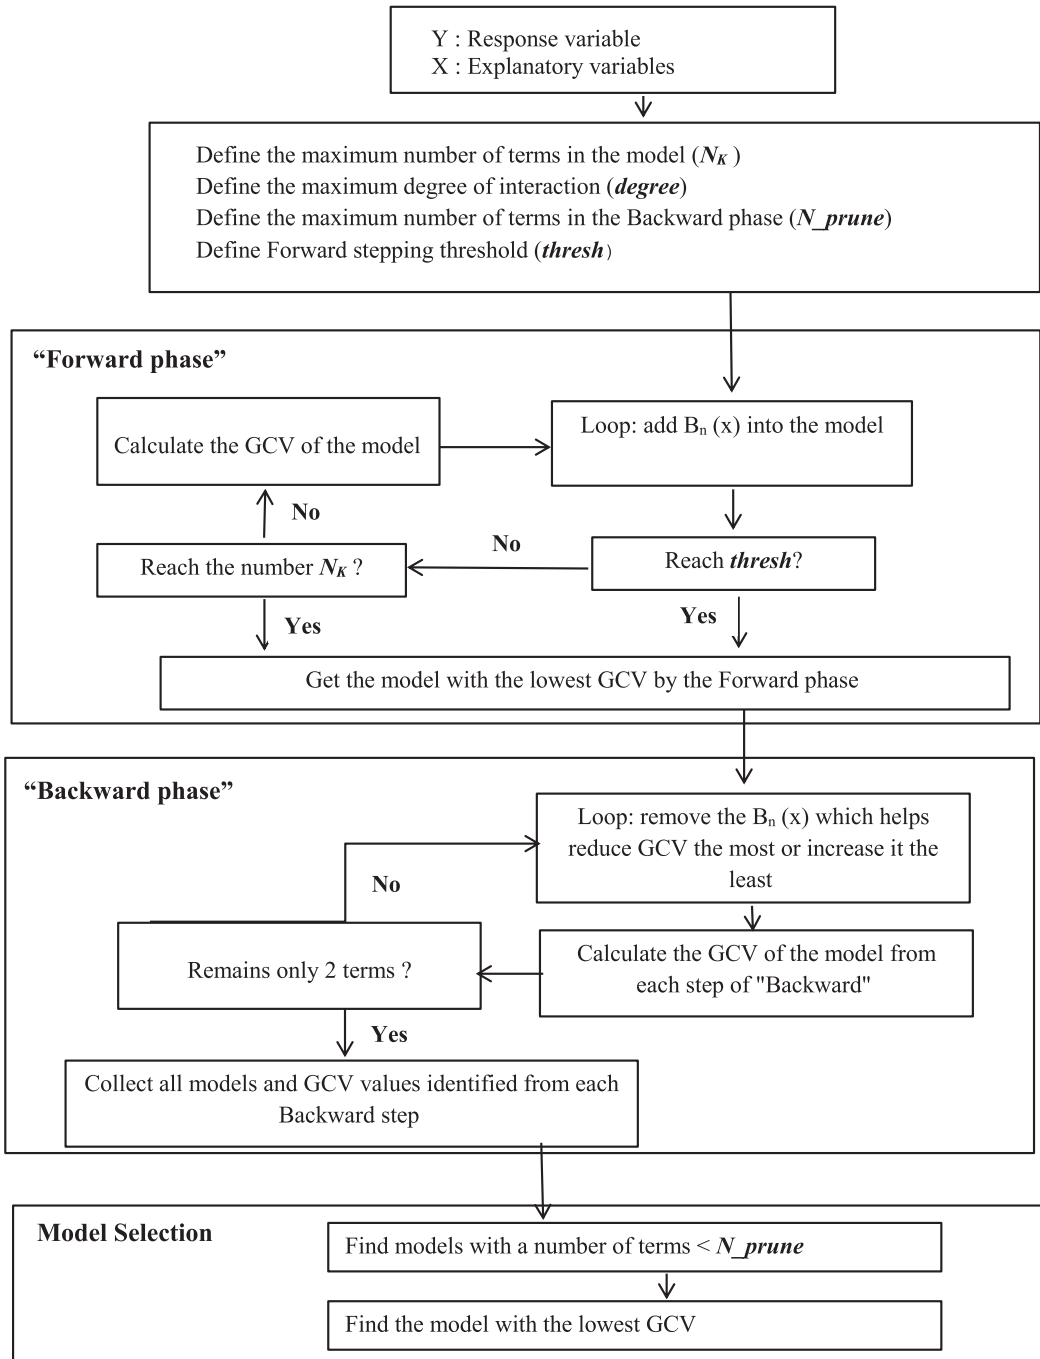 Y : Response variable
X : Explanatory variables
Define the maximum number of terms in the model (N_K )
Define the maximum degree of interaction (degree)
Define the maximum number of terms in the Backward phase (N_prune)
Define Forward stepping threshold (thresh)
“Forward phase”
Calculate the GCV of the model
Loop: add Bₙ (x) into the model
No
No
Reach the number N_K ?
Reach thresh?
Yes
Yes
Get the model with the lowest GCV by the Forward phase
“Backward phase”
Loop: remove the Bₙ (x) which helps
reduce GCV the most or increase it the
least
No
Remains only 2 terms ?
Calculate the GCV of the model from
each step of "Backward"
Yes
Collect all models and GCV values identified from each
Backward step
Model Selection
Find models with a number of terms < N_prune
Find the model with the lowest GCV